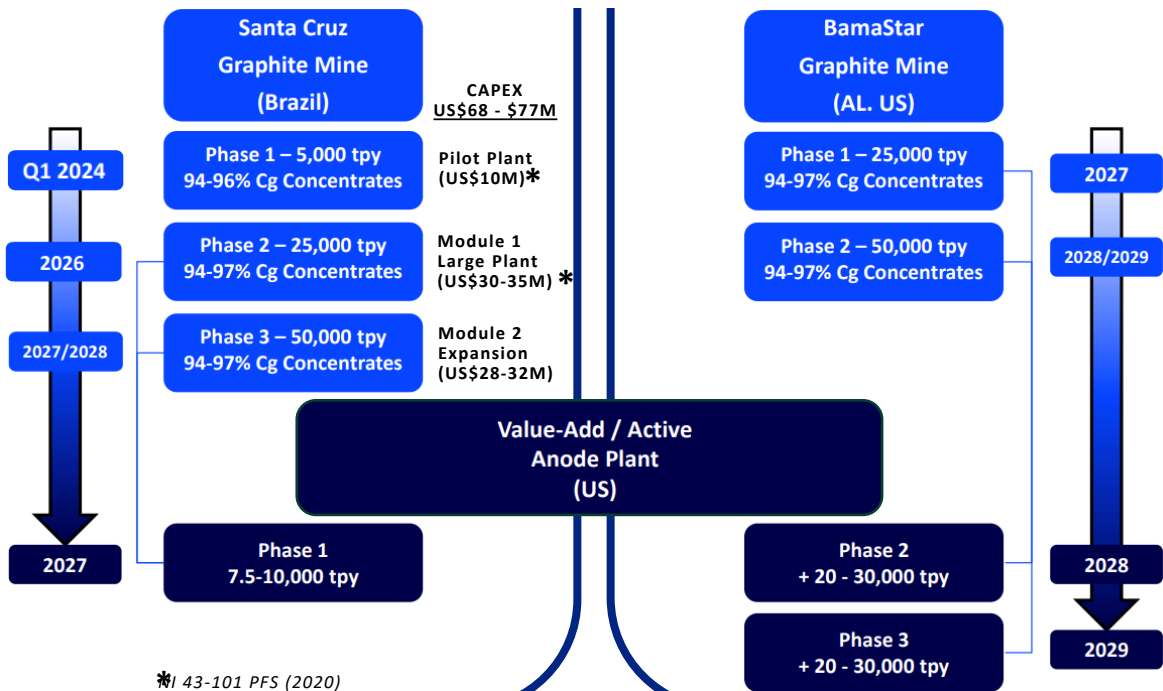 Santa Cruz
Graphite Mine
(Brazil)
CAPEX
US$68 - $77M
Q1 2024
Phase 1 – 5,000 tpy
94-96% Cg Concentrates
Pilot Plant
(US$10M)*
2026
Phase 2 – 25,000 tpy
94-97% Cg Concentrates
Module 1
Large Plant
(US$30-35M) *
2027/2028
Phase 3 – 50,000 tpy
94-97% Cg Concentrates
Module 2
Expansion
(US$28-32M)
BamaStar
Graphite Mine
(AL. US)
Phase 1 – 25,000 tpy
94-97% Cg Concentrates
2027
Phase 2 – 50,000 tpy
94-97% Cg Concentrates
2028/2029
Value-Add / Active
Anode Plant
(US)
2027
Phase 1
7.5-10,000 tpy
Phase 2
+ 20 - 30,000 tpy
2028
Phase 3
+ 20 - 30,000 tpy
2029
*NI 43-101 PFS (2020)